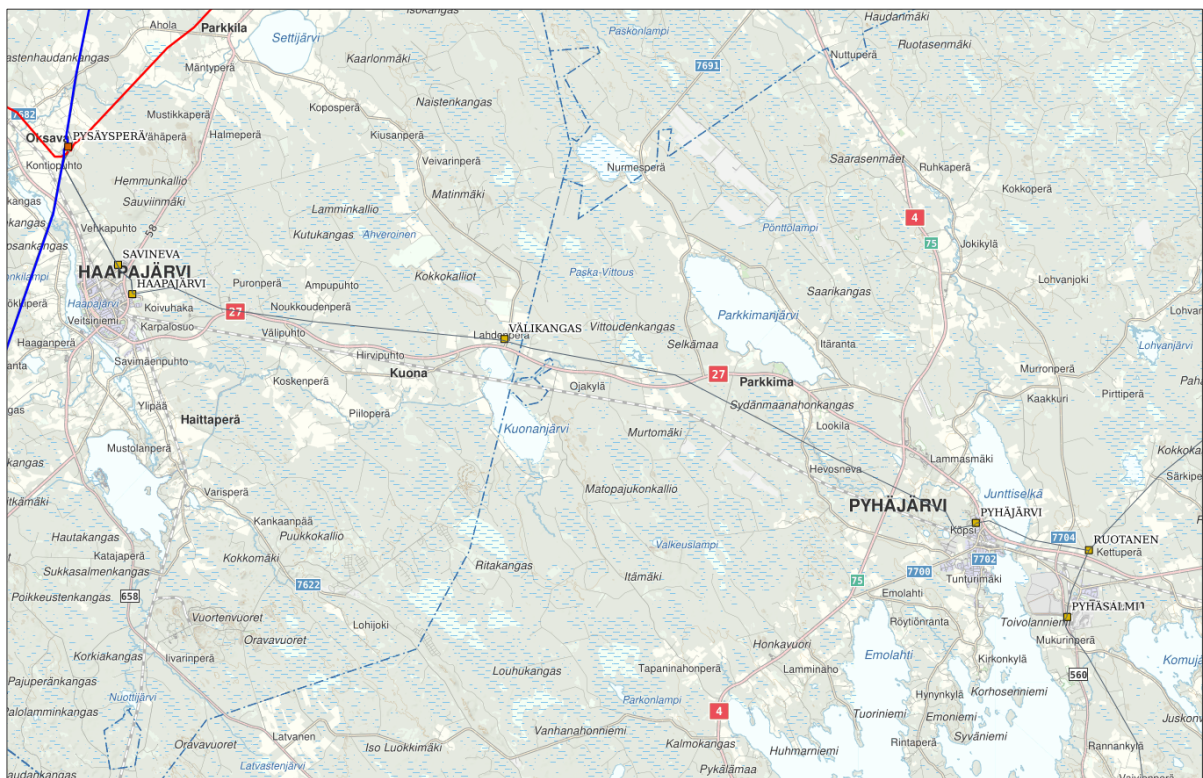 Isokangas
Haudanmäki
Ahola
Parkkila
Settijärvi
Paskonlampi
Ruotasenmäki
Nuttuperä
Kaarlonmäki
Mäntyperä
7691
Naistenkangas
Koposperä
7682
Mustikkaperä
Oksava
PYSÄYSPERÄ
Halmeperä
Kiusanperä
Kontiopuhto
Veivarinperä
Nurmesperä
Saarasenmäet
Ruhkaperä
Kokkoperä
Hemmunkallio
Sauviinmäki
Matinmäki
Lamminkallio
4
Vehkapuhto
58
Kutukangas
Ahveroinen
Pönttölampi
75
Jokikylä
SAVINEVA
HAAPAJÄRVI
Kokkokalliot
Paska-Vittous
Lohvanjoki
HAAPAJÄRVI
Puronperä
Ampupuhto
Saarikangas
Haapajärvi
Koivuhaka
Noukkoudenperä
27
Parkkimanjärvi
Veitsiniemi
Karpalosuo
Välipuhto
Lahdenperä
VÄLIKANGAS
Vittoudenkangas
Selkämaa
Itäranta
Haaganperä
Lohvanjärvi
Savimäenpuhto
Hirvipuhto
Kuona
Koskenperä
Ojakylä
27
Parkkima
Murronperä
Kaakkuri
Pirttiperä
Ylipää
Haittaperä
Piiloperä
Sydänmaanahonkangas
Kuonanjärvi
Murtomäki
Lookila
Mustolanperä
Lammasmäki
Hevosneva
Varisperä
Matopajukonkallio
Junttiselkä
PYHÄJÄRVI
PYHÄJÄRVI
Kankaanpää
Puukkokallio
Hautakangas
Köpsi
7704
RUOTANEN
Kettuperä
Valkeuslampi
Katajaperä
Kokkomäki
Ritakangas
7702
7700
Sukkasalmenkangas
Itämäki
Tunturimäki
75
7622
Emolahti
658
Poikkeustenkangas
Vuortenvuoret
Röytiönranta
PYHÄSALMI
Toivolanniemi
Lohijoki
Oravavuoret
Honkavuori
Mukurinperä
Korkiakangas
Iivarinperä
Emolahti
Kirkonkylä
Louhukangas
Tapaninahonperä
Lamminaho
560
Pajuperänkangas
Nuottijärvi
Parkonlampi
Hynynkylä
Korhosenniemi
4
Tuoriniemi
Emoniemi
Latvanen
Vanhanahonniemi
Syväniemi
Oravavuoret
Iso Luokkimäki
Kalmokangas
Huhmarniemi
Rintaperä
Rannankylä
Latvastenjärvi
Pykälämaa